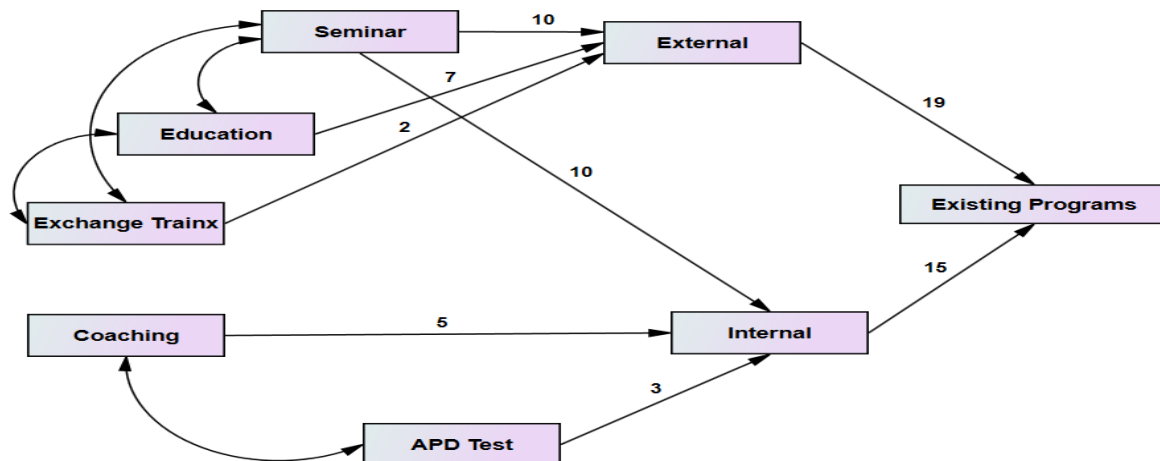 10
Seminar
External
7
19
Education
2
10
Existing Programs
Exchange Trainx
15
5
Coaching
Internal
3
APD Test